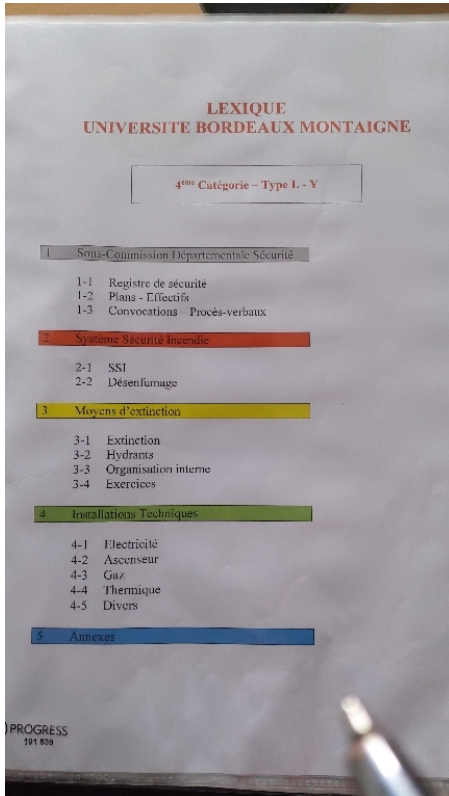 LEXIQUE
UNIVERSITE BORDEAUX MONTAIGNE
4ème Catégorie – Type L - Y
1 Sous-Commission Départementale Sécurité
1-1 Registre de sécurité
1-2 Plans - Effectifs
1-3 Convocations – Procès-verbaux
2 Système Sécurité Incendie
2-1 SSI
2-2 Désenfumage
3 Moyens d'extinction
3-1 Extinction
3-2 Hydrants
3-3 Organisation interne
3-4 Exercices
4 Installations Techniques
4-1 Electricité
4-2 Ascenseur
4-3 Gaz
4-4 Thermique
4-5 Divers
5 Annexes
PROGRESS
191 859